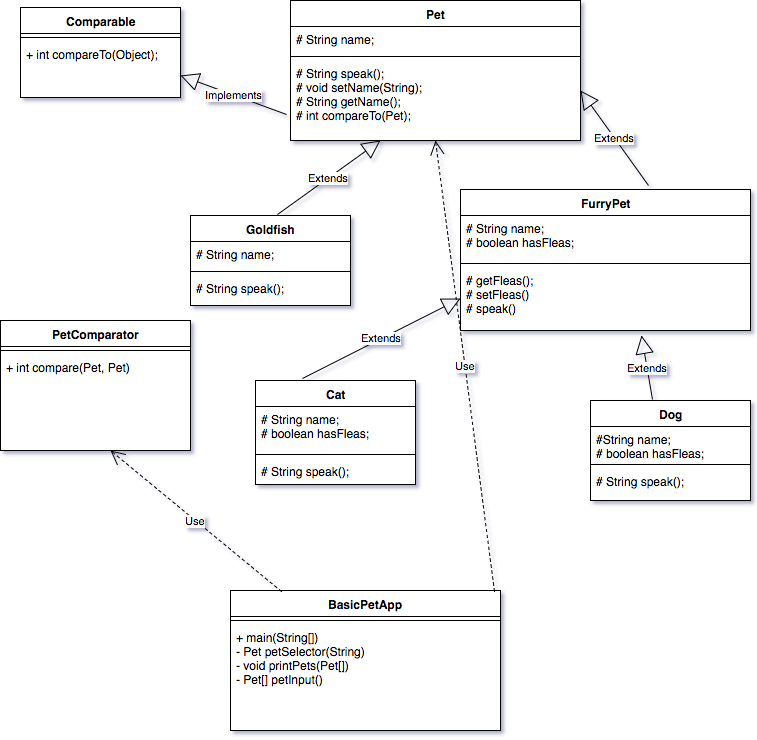 Comparable
+ int compareTo(Object);
Pet
# String name;
# String speak();
# void setName(String);
# String getName();
# int compareTo(Pet);
Implements
Extends
Extends
Goldfish
# String name;
# String speak();
FurryPet
# String name;
# boolean hasFleas;
# getFleas();
# setFleas()
# speak()
PetComparator
+ int compare(Pet, Pet)
Extends
Use
Extends
Cat
# String name;
# boolean hasFleas;
# String speak();
Dog
#String name;
# boolean hasFleas;
# String speak();
Use
BasicPetApp
+ main(String[])
- Pet petSelector(String)
- void printPets(Pet[])
- Pet[] petInput()